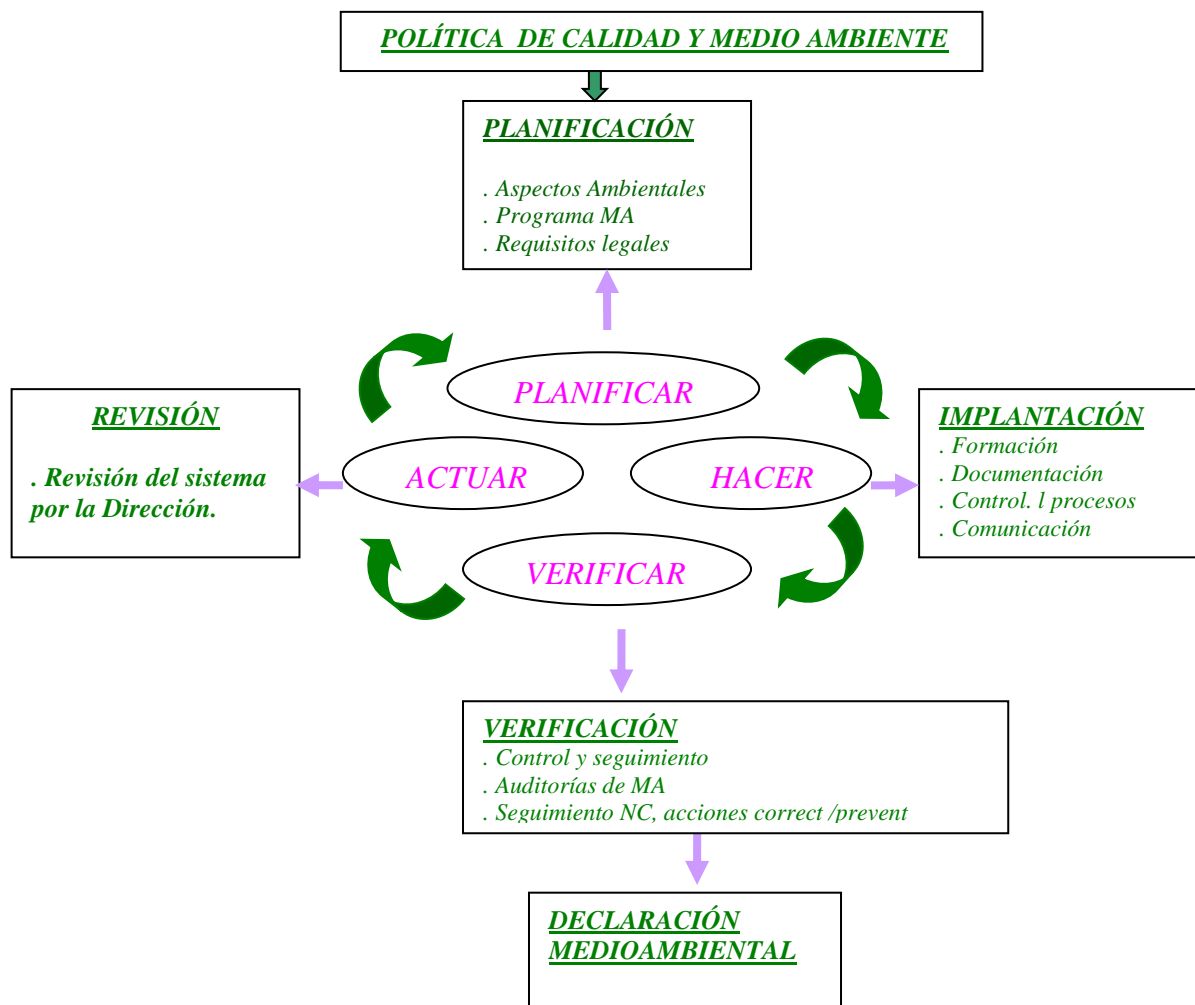 POLÍTICA DE CALIDAD Y MEDIO AMBIENTE
PLANIFICACIÓN
. Aspectos Ambientales
. Programa MA
. Requisitos legales
PLANIFICAR
REVISIÓN
. Revisión del sistema
por la Dirección.
ACTUAR
HACER
IMPLANTACIÓN
. Formación
. Documentación
. Control. l procesos
. Comunicación
VERIFICAR
VERIFICACIÓN
. Control y seguimiento
. Auditorías de MA
. Seguimiento NC, acciones correct /prevent
DECLARACIÓN
MEDIOAMBIENTAL